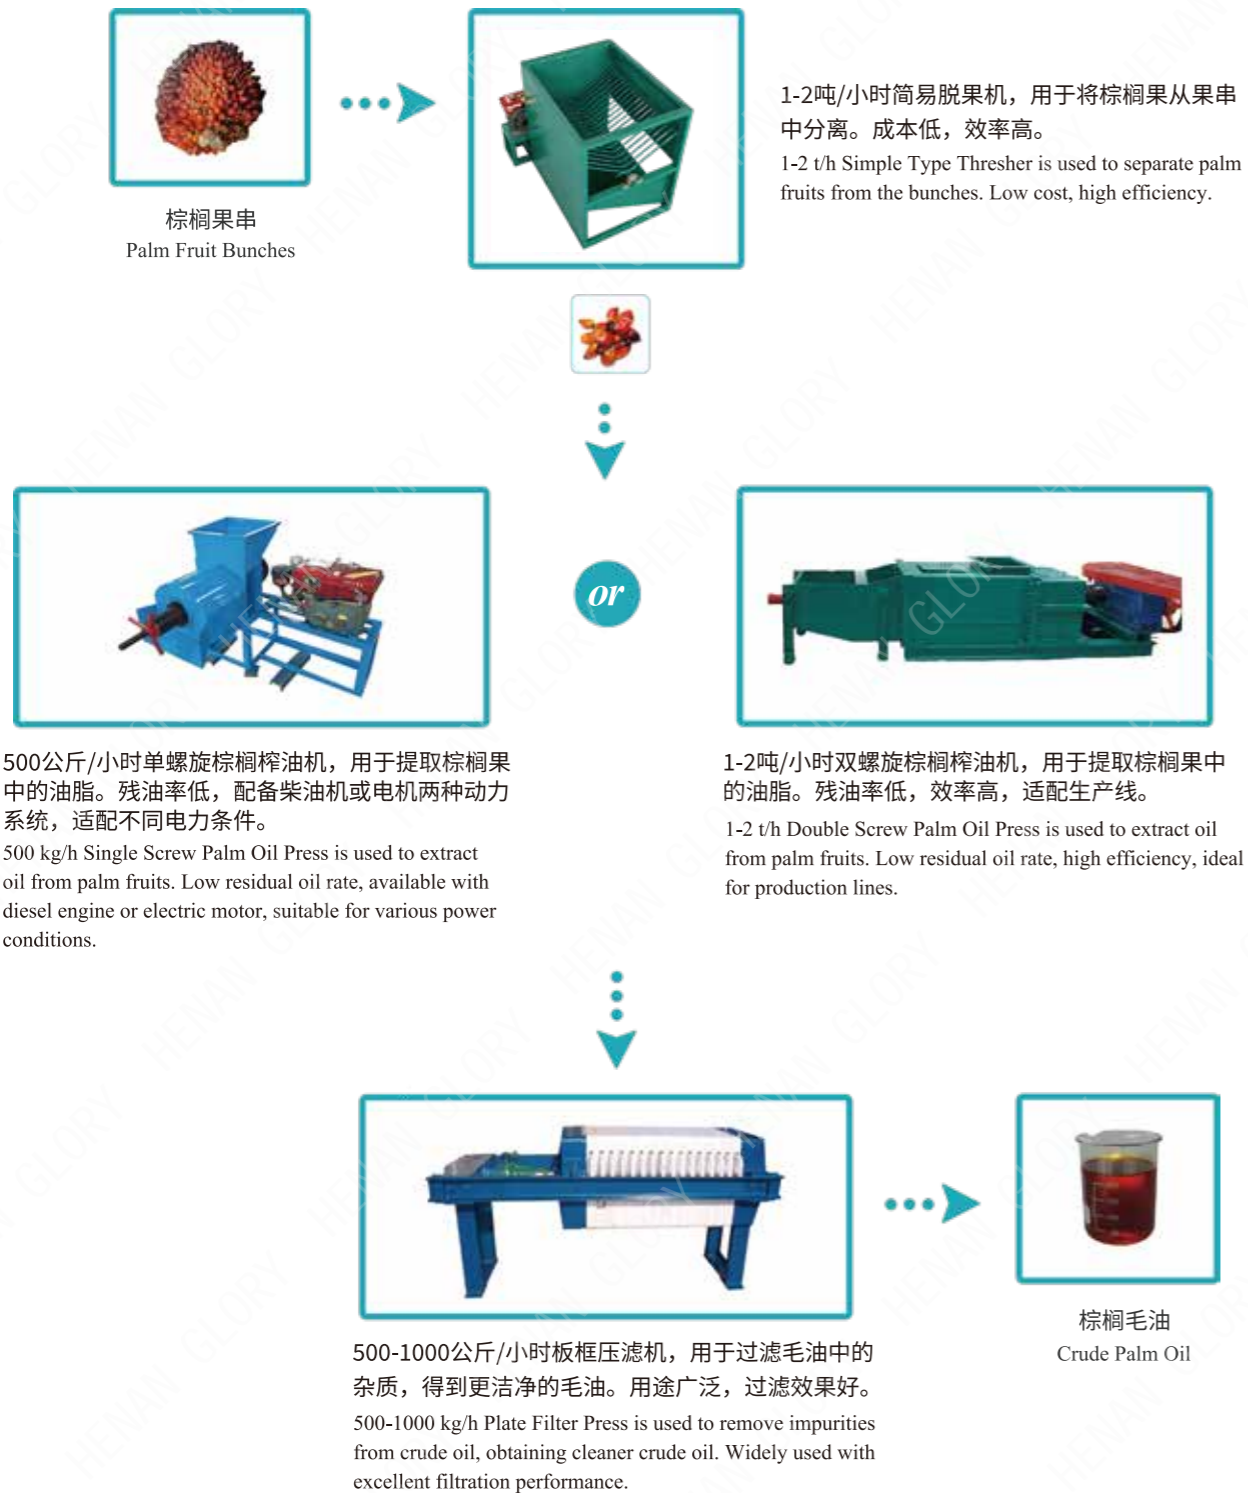 1-2吨/小时简易脱果机，用于将棕榈果从果串
中分离。成本低，效率高。
1-2 t/h Simple Type Thresher is used to separate palm
fruits from the bunches. Low cost, high efficiency.
棕榈果串
Palm Fruit Bunches
or
500公斤/小时单螺旋棕榈榨油机，用于提取棕榈果
中的油脂。残油率低，配备柴油机或电机两种动力
系统，适配不同电力条件。
500 kg/h Single Screw Palm Oil Press is used to extract
oil from palm fruits. Low residual oil rate, available with
diesel engine or electric motor, suitable for various power
conditions.
1-2吨/小时双螺旋棕榈榨油机，用于提取棕榈果中
的油脂。残油率低，效率高，适配生产线。
1-2 t/h Double Screw Palm Oil Press is used to extract oil
from palm fruits. Low residual oil rate, high efficiency, ideal
for production lines.
500-1000公斤/小时板框压滤机，用于过滤毛油中的
杂质，得到更洁净的毛油。用途广泛，过滤效果好。
500-1000 kg/h Plate Filter Press is used to remove impurities
from crude oil, obtaining cleaner crude oil. Widely used with
excellent filtration performance.
棕榈毛油
Crude Palm Oil
HENAN GLORY